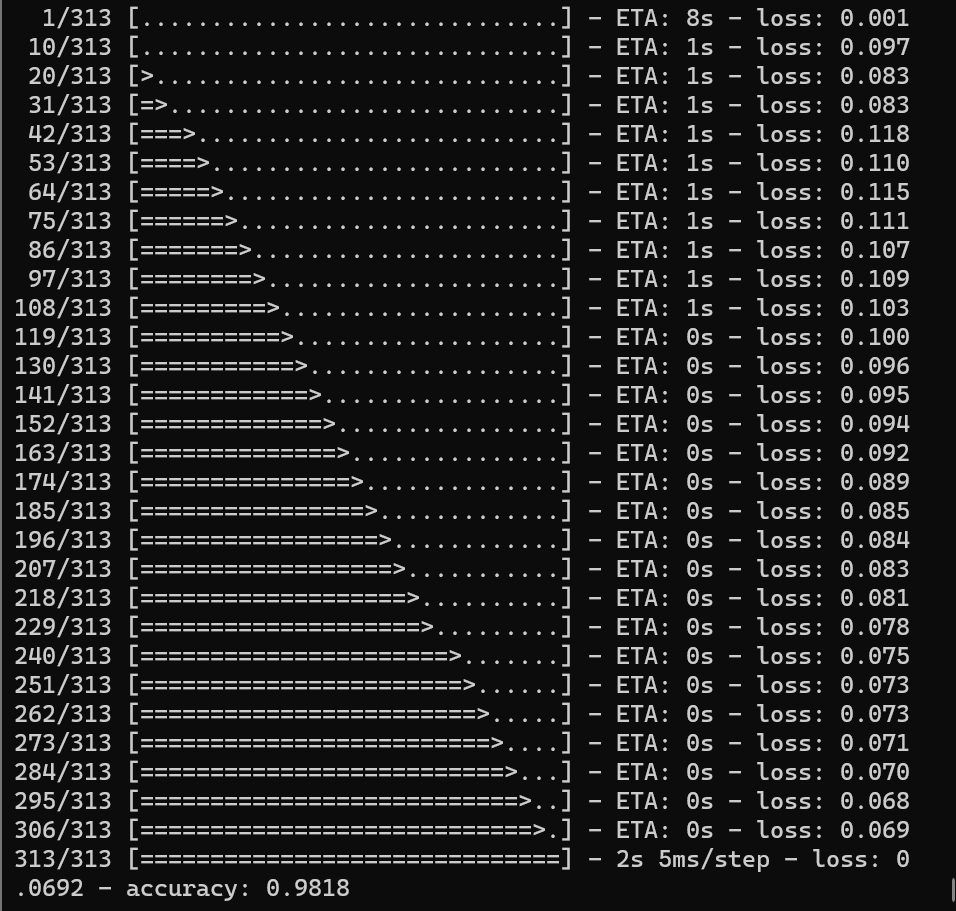 1/313 [..............................] - ETA: 8s - loss: 0.001
10/313 [..............................] - ETA: 1s - loss: 0.097
20/313 [>.............................] - ETA: 1s - loss: 0.083
31/313 [=>............................] - ETA: 1s - loss: 0.083
42/313 [===>..........................] - ETA: 1s - loss: 0.118
53/313 [====>.........................] - ETA: 1s - loss: 0.110
64/313 [=====>........................] - ETA: 1s - loss: 0.115
75/313 [======>.......................] - ETA: 1s - loss: 0.111
86/313 [=======>......................] - ETA: 1s - loss: 0.107
97/313 [========>.....................] - ETA: 1s - loss: 0.109
108/313 [=========>....................] - ETA: 1s - loss: 0.103
119/313 [==========>...................] - ETA: 0s - loss: 0.100
130/313 [===========>..................] - ETA: 0s - loss: 0.096
141/313 [============>.................] - ETA: 0s - loss: 0.095
152/313 [=============>................] - ETA: 0s - loss: 0.094
163/313 [==============>...............] - ETA: 0s - loss: 0.092
174/313 [===============>..............] - ETA: 0s - loss: 0.089
185/313 [================>.............] - ETA: 0s - loss: 0.085
196/313 [=================>............] - ETA: 0s - loss: 0.084
207/313 [==================>...........] - ETA: 0s - loss: 0.083
218/313 [===================>..........] - ETA: 0s - loss: 0.081
229/313 [====================>.........] - ETA: 0s - loss: 0.078
240/313 [======================>.......] - ETA: 0s - loss: 0.075
251/313 [=======================>......] - ETA: 0s - loss: 0.073
262/313 [========================>.....] - ETA: 0s - loss: 0.073
273/313 [=========================>....] - ETA: 0s - loss: 0.071
284/313 [==========================>...] - ETA: 0s - loss: 0.070
295/313 [===========================>..] - ETA: 0s - loss: 0.068
306/313 [============================>.] - ETA: 0s - loss: 0.069
313/313 [==============================] - 2s 5ms/step - loss: 0
.0692 - accuracy: 0.9818